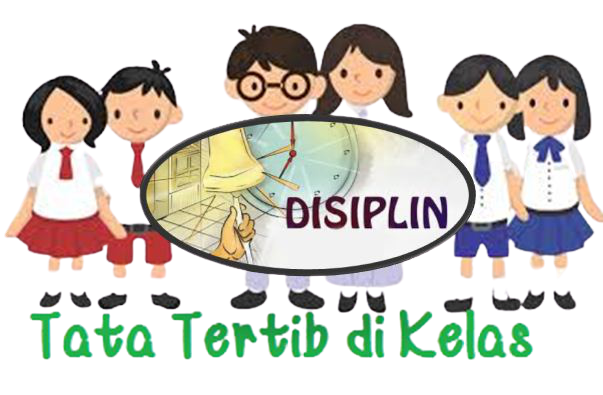 DISIPLIN
Tata Tertib di Kelas